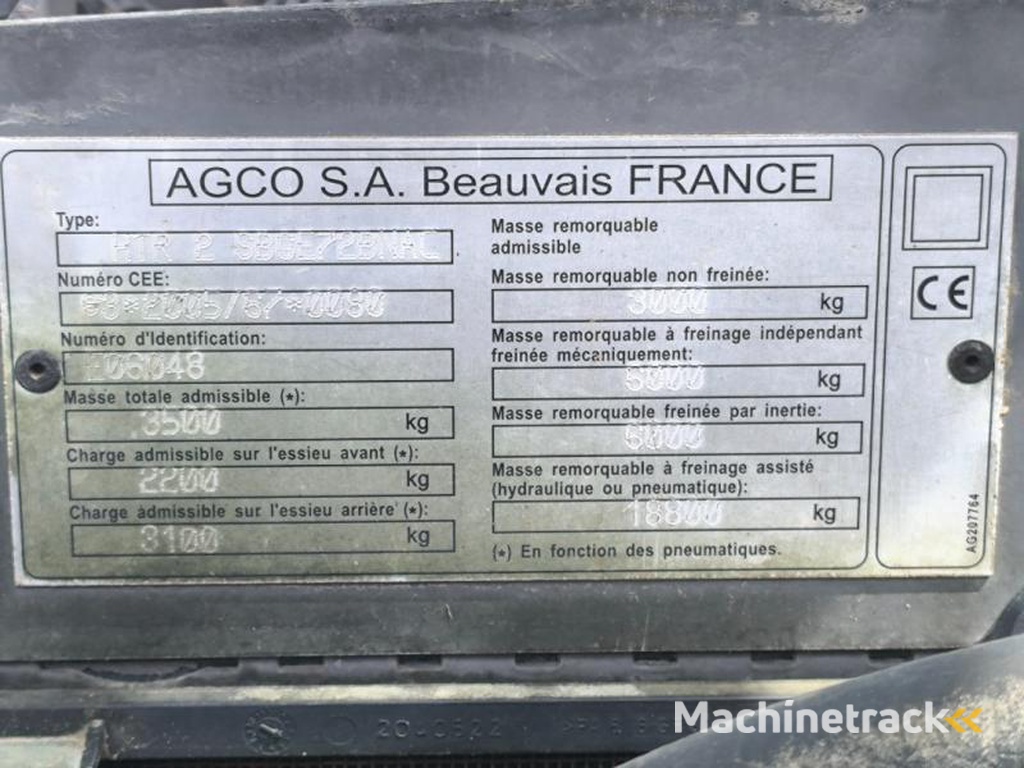 AGCO S.A. Beauvais FRANCE
Type:
Numéro CEE:
Numéro d'Identification:
Masse totale admissible (*):
3500 kg
Charge admissible sur l'essieu avant (*):
2200 kg
Charge admissible sur l'essieu arrière (*):
3100 kg
Masse remorquable
admissible
Masse remorquable non freinée:
3000 kg
Masse remorquable à freinage indépendant
freinée mécaniquement:
6000 kg
Masse remorquable freinée par inertie:
6000 kg
Masse remorquable à freinage assisté
(hydraulique ou pneumatique):
18800 kg
(*) En fonction des pneumatiques.
CE
AG207764
Machinetrack